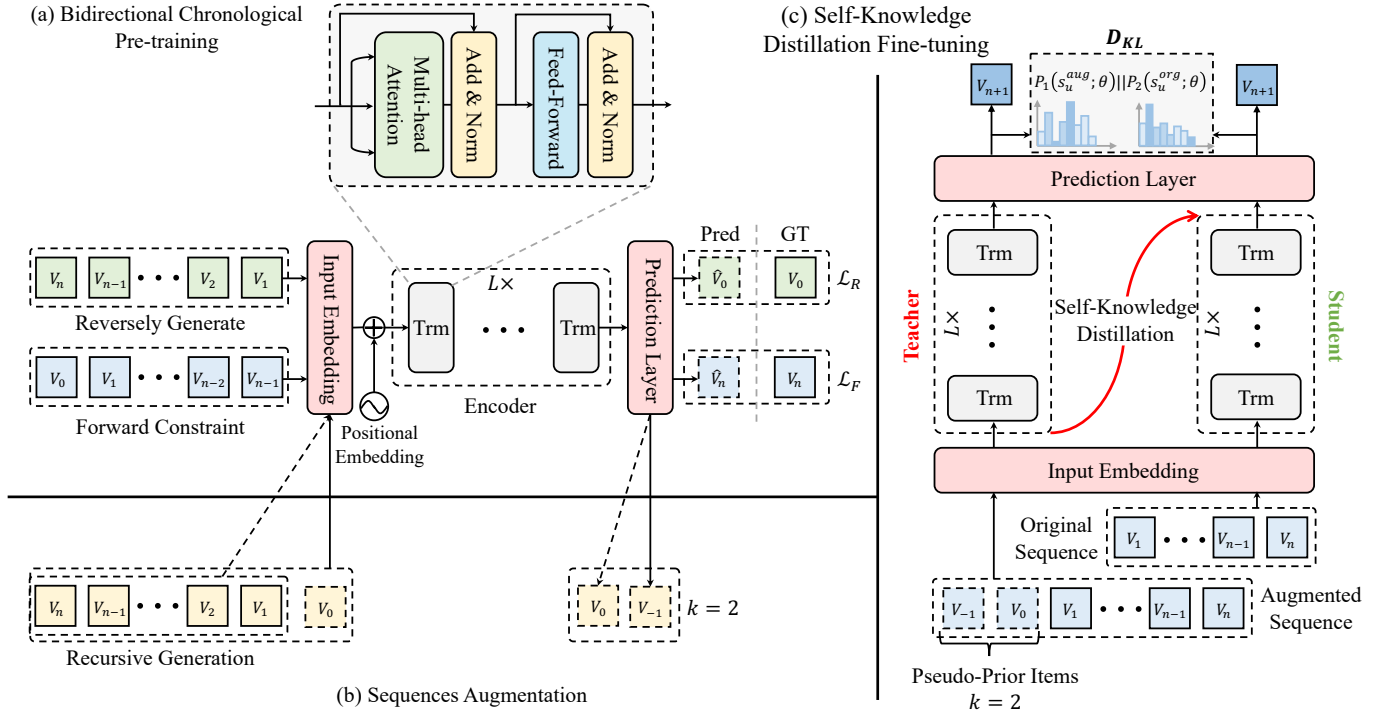 (a) Bidirectional Chronological
Pre-training
Multi-head
Attention
Add & Norm
Feed-Forward
Add & Norm
V_n V_{n-1} • • • V_2 V_1
Reversely Generate
V_0 V_1 • • • V_{n-2} V_{n-1}
Forward Constraint
Input Embedding
Positional
Embedding
L×
Trm • • • Trm
Encoder
Prediction Layer
Pred GT
V̂_0 V_0 ℒ_R
V̂_n V_n ℒ_F
V_n V_{n-1} • • • V_2 V_1 V_0
Recursive Generation
V_0 V_{-1} k = 2
(b) Sequences Augmentation
(c) Self-Knowledge
Distillation Fine-tuning
D_{KL}
V_{n+1}
P_1(s_u^{aug}; θ)||P_2(s_u^{org}; θ)
V_{n+1}
Prediction Layer
Teacher
L×
Trm
• • •
Trm
Self-Knowledge
Distillation
L×
Trm
• • •
Trm
Student
Input Embedding
Original
Sequence
V_1 • • • V_{n-1} V_n
V_{-1} V_0 V_1 • • • V_{n-1} V_n
Augmented
Sequence
Pseudo-Prior Items
k = 2